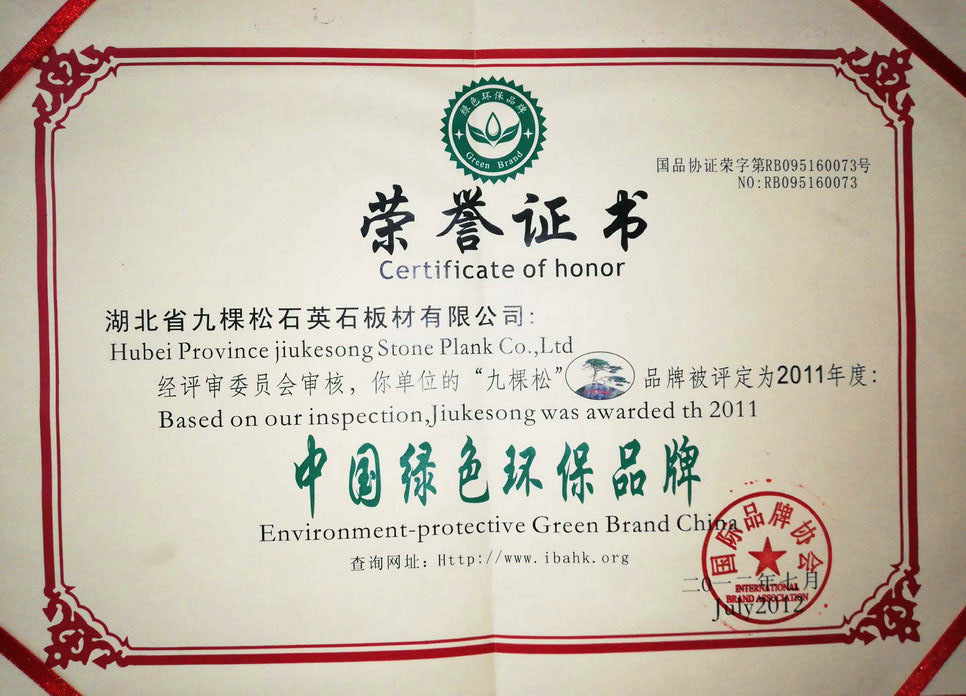 绿色环保品牌
Green Brand
国品协证荣字第RB095160073号
NO:RB095160073
荣誉证书
Certificate of honor
湖北省九棵松石英石板材有限公司:
Hubei Province jiukesong Stone Plank Co.,Ltd
经评审委员会审核，你单位的“九棵松” 品牌被评定为2011年度:
Based on our inspection,Jiukesong was awarded th 2011
中国绿色环保品牌
Environment-protective Green Brand China
查询网址: Http://www.ibahk.org
国际品牌协会
INTERNATIONAL
BRAND ASSOCIATION
二0一二年七月
July2012